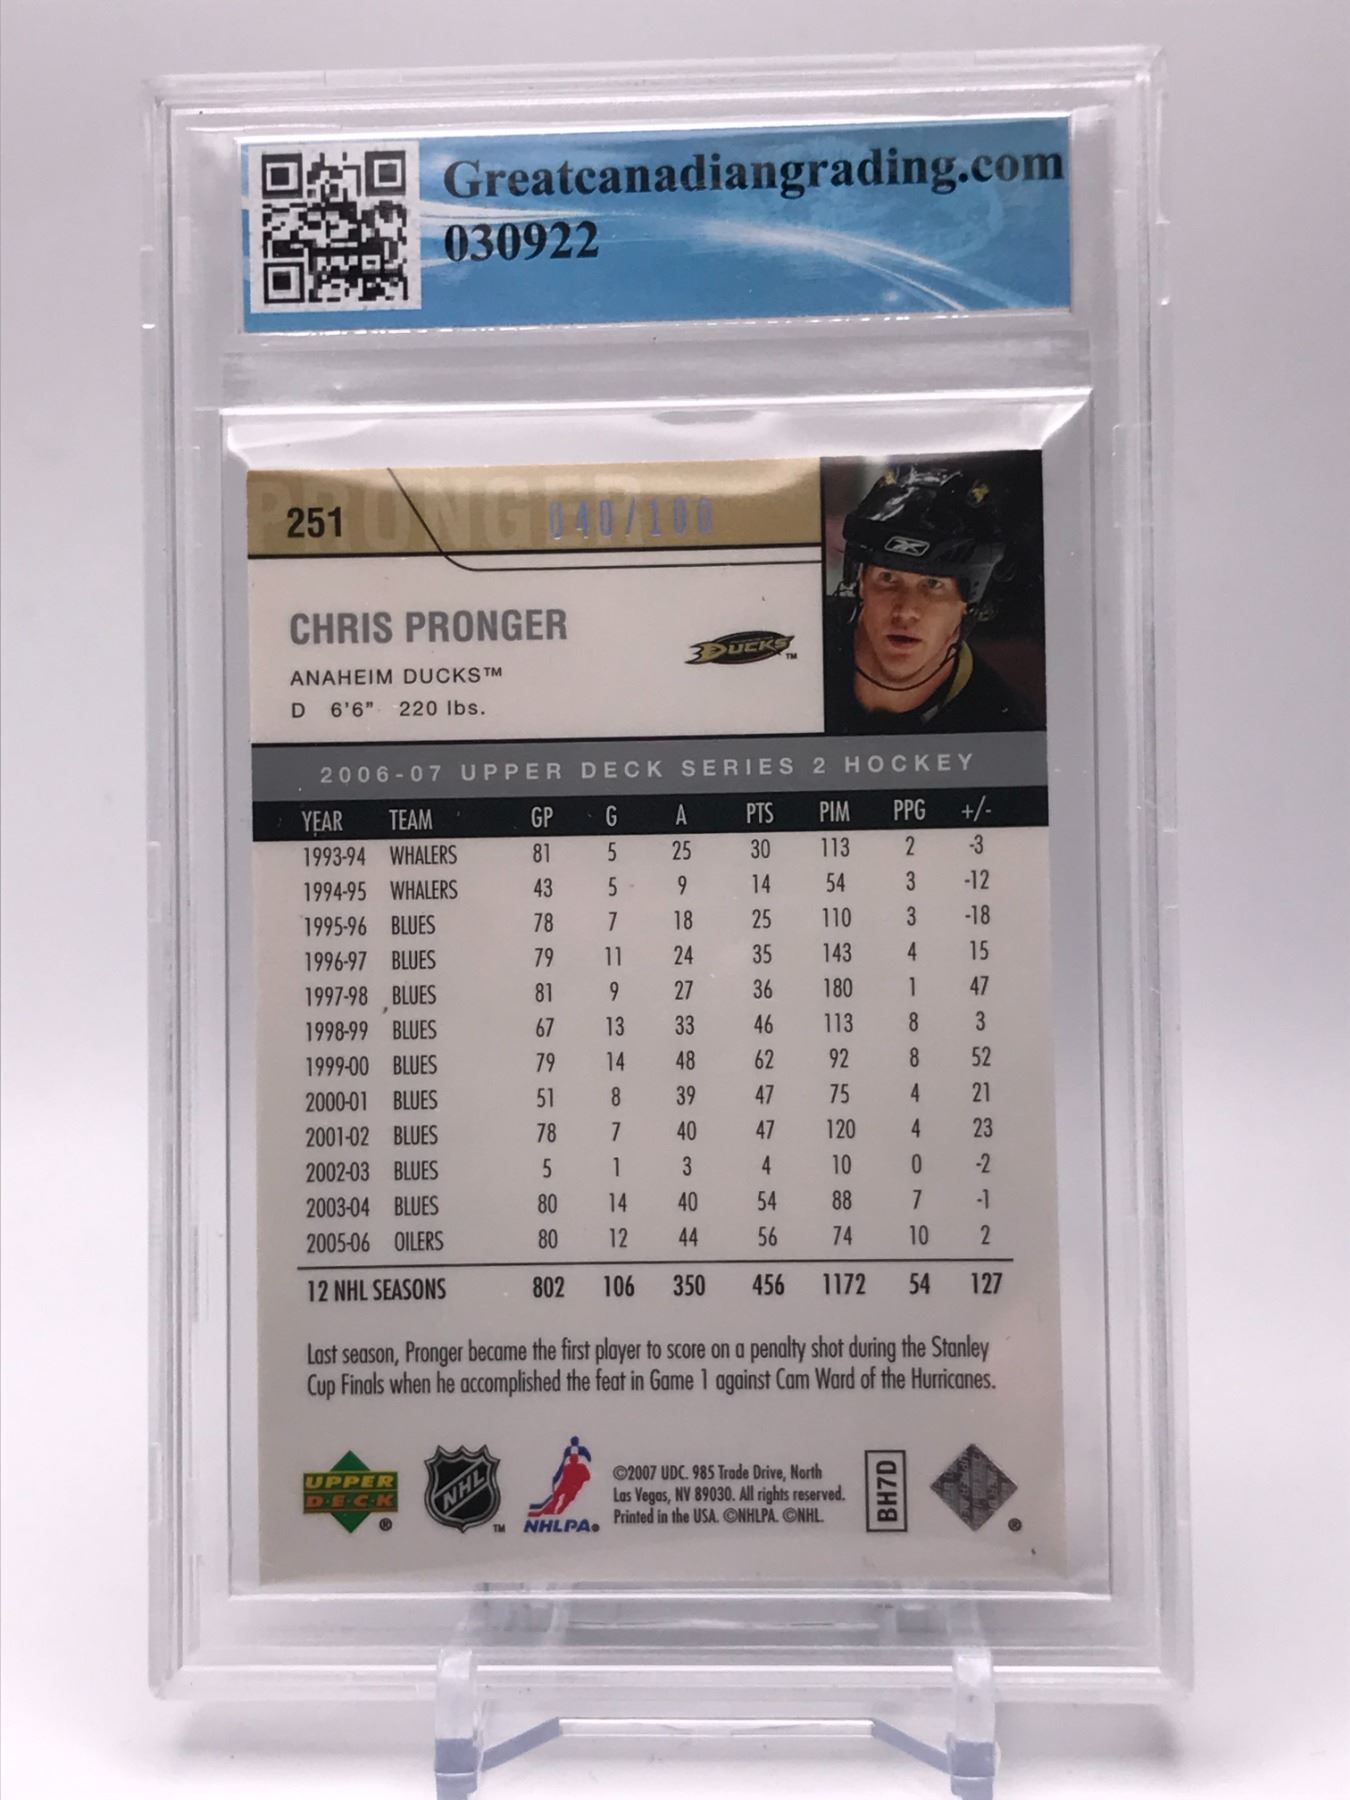 Greatcanadiangrading.com
030922
PRONGER
251
040/100
CHRIS PRONGER
DUCKS™
ANAHEIM DUCKS™
D 6'6" 220 lbs.
2006-07 UPPER DECK SERIES 2 HOCKEY
YEAR TEAM GP G A PTS PIM PPG +/-
1993-94 WHALERS 81 5 25 30 113 2 -3
1994-95 WHALERS 43 5 9 14 54 3 -12
1995-96 BLUES 78 7 18 25 110 3 -18
1996-97 BLUES 79 11 24 35 143 4 15
1997-98 BLUES 81 9 27 36 180 1 47
1998-99 BLUES 67 13 33 46 113 8 3
1999-00 BLUES 79 14 48 62 92 8 52
2000-01 BLUES 51 8 39 47 75 4 21
2001-02 BLUES 78 7 40 47 120 4 23
2002-03 BLUES 5 1 3 4 10 0 -2
2003-04 BLUES 80 14 40 54 88 7 -1
2005-06 OILERS 80 12 44 56 74 10 2
12 NHL SEASONS 802 106 350 456 1172 54 127
Last season, Pronger became the first player to score on a penalty shot during the Stanley
Cup Finals when he accomplished the feat in Game 1 against Cam Ward of the Hurricanes.
UPPER
D·E·C·K
®
NHL
™
NHLPA®
©2007 UDC. 985 Trade Drive, North
Las Vegas, NV 89030. All rights reserved.
Printed in the USA. ©NHLPA. ©NHL.
BH7D
®